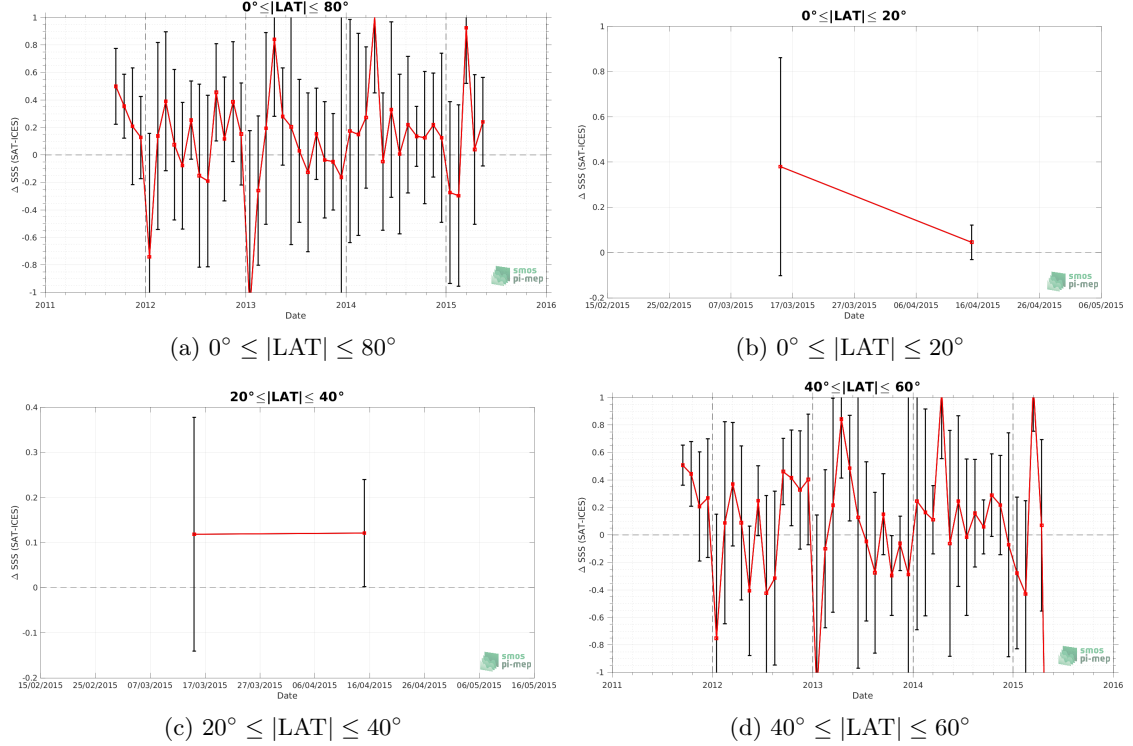 0°≤|LAT|≤ 80°
Δ SSS (SAT-ICES)
1
0.8
0.6
0.4
0.2
0
-0.2
-0.4
-0.6
-0.8
-1
2011 2012 2013 2014 2015 2016
Date
smos
pi-mep
(a) 0° ≤ |LAT| ≤ 80°
0°≤|LAT|≤ 20°
Δ SSS (SAT-ICES)
1
0.8
0.6
0.4
0.2
0
-0.2
15/02/2015 25/02/2015 07/03/2015 17/03/2015 27/03/2015 06/04/2015 16/04/2015 26/04/2015 06/05/2015
Date
smos
pi-mep
(b) 0° ≤ |LAT| ≤ 20°
20°≤|LAT|≤ 40°
Δ SSS (SAT-ICES)
0.4
0.3
0.2
0.1
0
-0.1
-0.2
15/02/2015 25/02/2015 07/03/2015 17/03/2015 27/03/2015 06/04/2015 16/04/2015 26/04/2015 06/05/2015 16/05/2015
Date
smos
pi-mep
(c) 20° ≤ |LAT| ≤ 40°
40°≤|LAT|≤ 60°
Δ SSS (SAT-ICES)
1
0.8
0.6
0.4
0.2
0
-0.2
-0.4
-0.6
-0.8
-1
2011 2012 2013 2014 2015 2016
Date
smos
pi-mep
(d) 40° ≤ |LAT| ≤ 60°